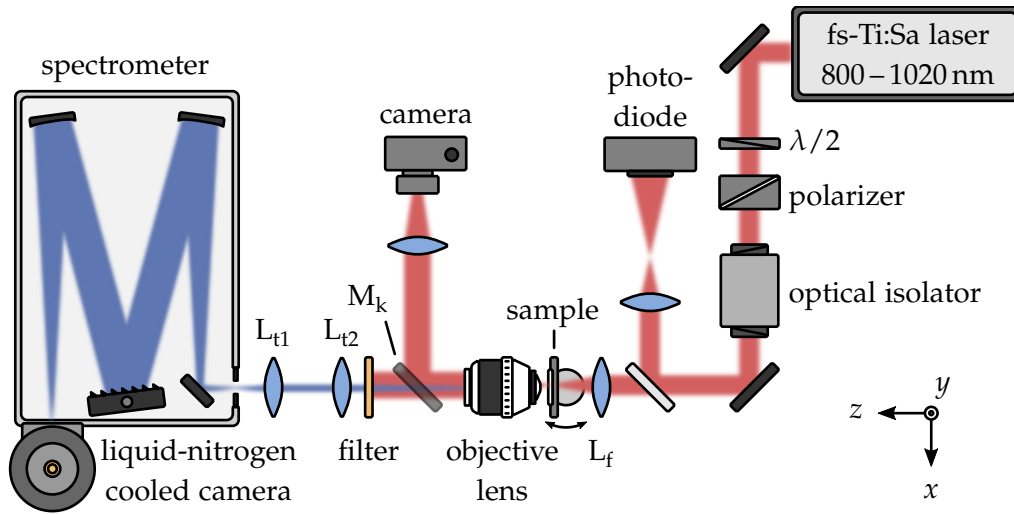 fs-Ti:Sa laser
800 – 1020 nm
spectrometer
camera
photo-
diode
λ/2
polarizer
optical isolator
M_k
sample
L_t1
L_t2
filter
objective
lens
L_f
liquid-nitrogen
cooled camera
y
z
x